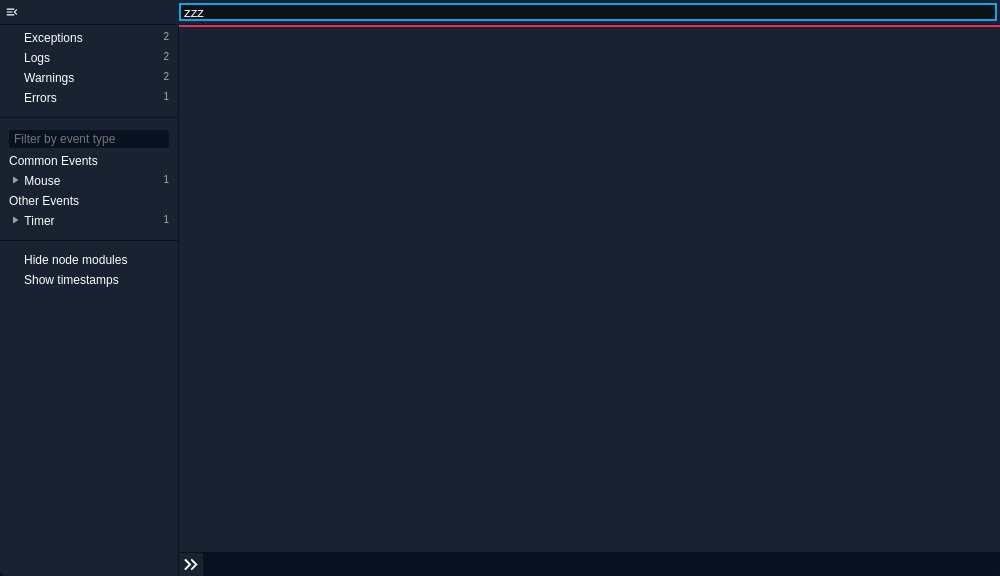 zzz
Exceptions 2
Logs 2
Warnings 2
Errors 1
Filter by event type
Common Events
Mouse 1
Other Events
Timer 1
Hide node modules
Show timestamps